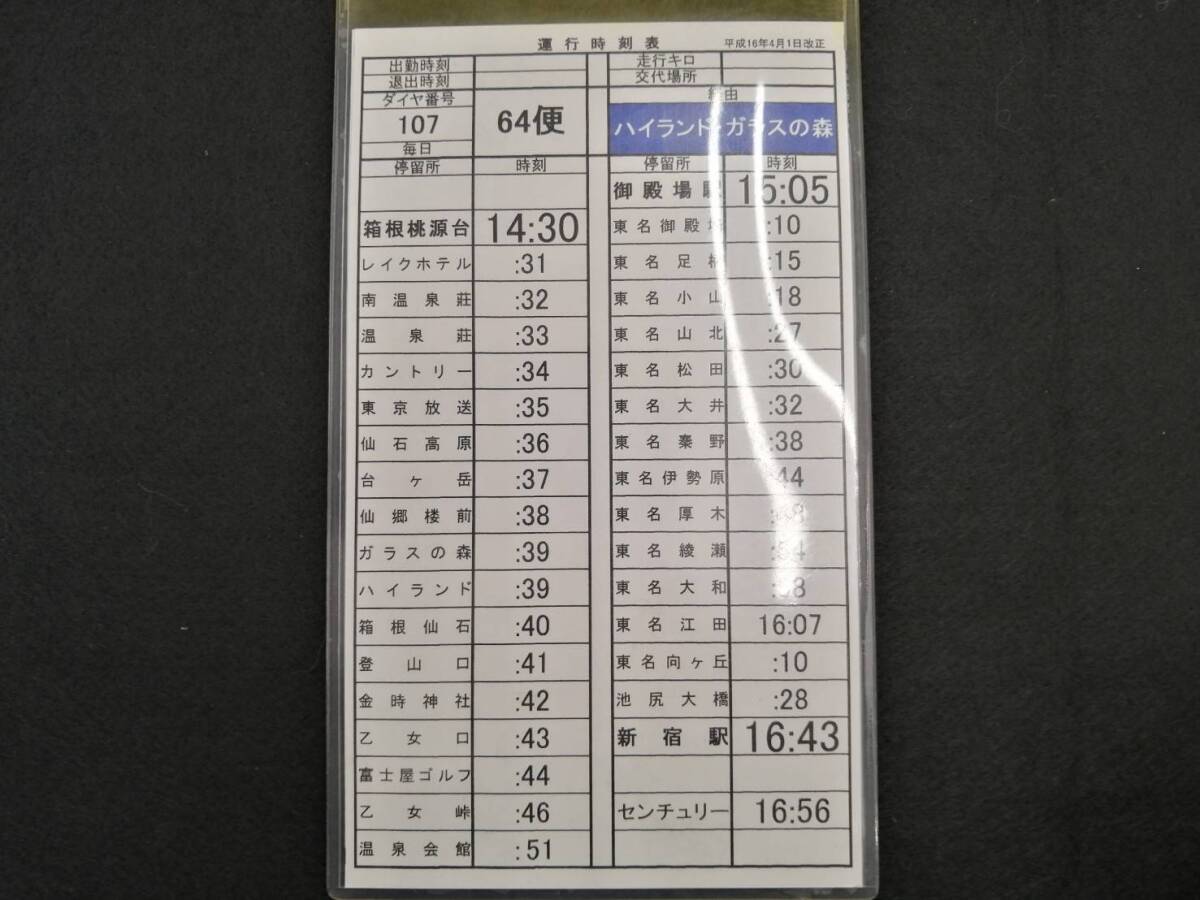 運行時刻表 平成16年4月1日改正
出勤時刻
退出時刻
ダイヤ番号
107
毎日
64便
停留所 時刻
箱根桃源台 14:30
レイクホテル :31
南温泉荘 :32
温泉荘 :33
カントリー :34
東京放送 :35
仙石高原 :36
台ヶ岳 :37
仙郷楼前 :38
ガラスの森 :39
ハイランド :39
箱根仙石 :40
登山口 :41
金時神社 :42
乙女口 :43
富士屋ゴルフ :44
乙女峠 :46
温泉会館 :51
走行キロ
交代場所
経由
ハイランド・ガラスの森
停留所 時刻
御殿場駅 15:05
東名御殿場 :10
東名足柄 :15
東名小山 :18
東名山北 :27
東名松田 :30
東名大井 :32
東名秦野 :38
東名伊勢原 :44
東名厚木
東名綾瀬
東名大和
東名江田 16:07
東名向ヶ丘 :10
池尻大橋 :28
新宿駅 16:43
センチュリー 16:56